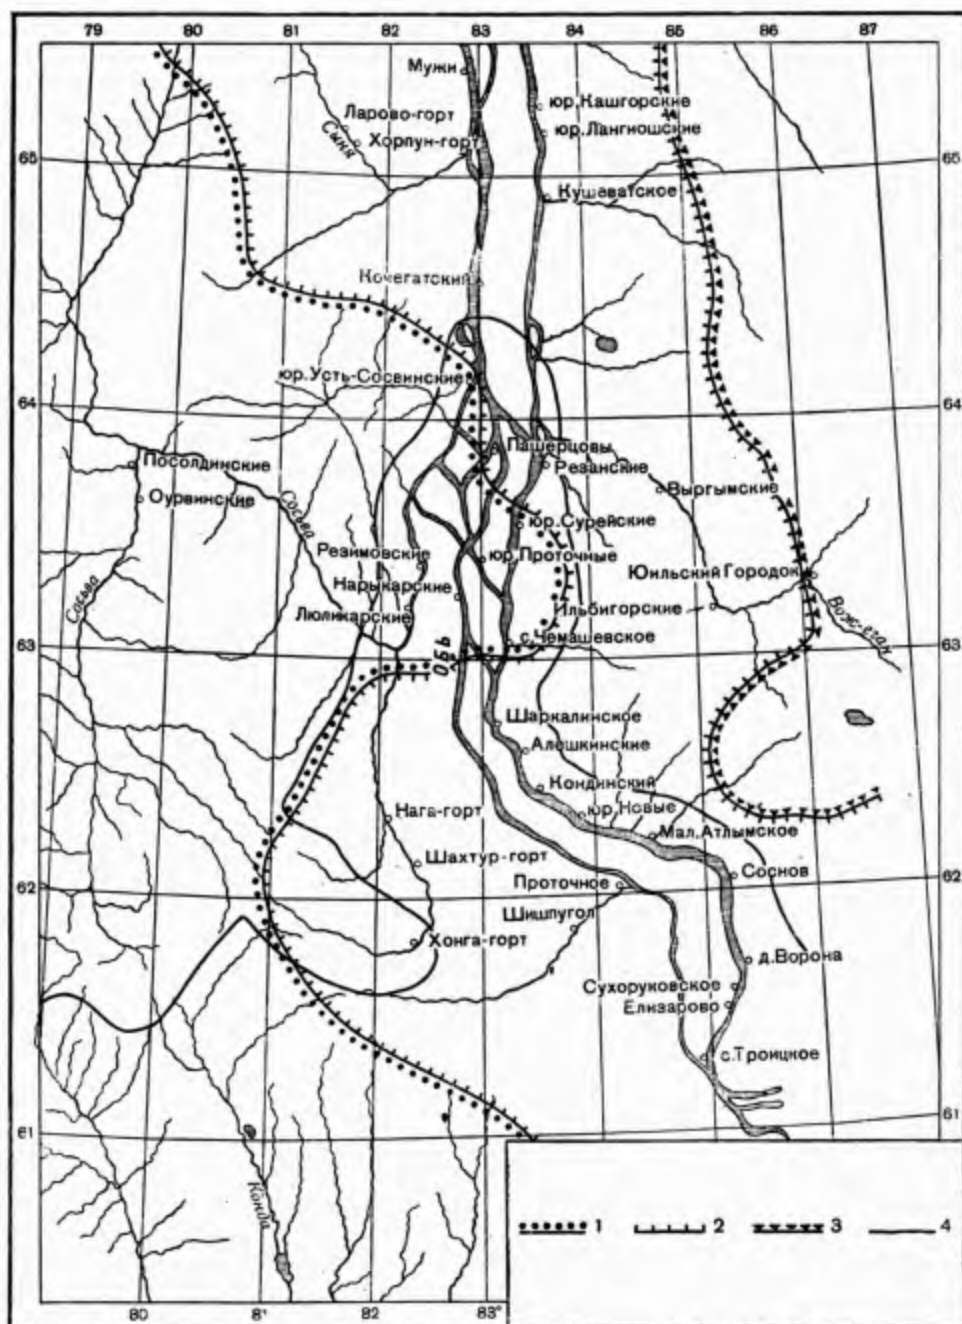 79 80 81 82 83 84 85 86 87
Мужи
юр.Кашгорские
Ларово-горт
юр.Лангиошские
Сыня
Хорпун-горт
65 65
Кушеватское
Кочегатский
юр.Усть-Сосвинские
64 64
Пашерцовы
Посолдинские
Резанские
Выргымские
Оурвинские
Сосьва
юр.Сурейские
Резимовские
юр.Проточные
Юильский Городок
Нарыкарские
Ильбигорские
Сосьва
Люликарские
Вож-еган
с.Чемашевское
63 63
Обь
Шаркалинское
Алешкинские
Кондинский
юр.Новые
Нага-горт
Мал.Атлымское
Шахтур-горт
Соснов
62 62
Проточное
Шишпугол
Хонга-горт
д.Ворона
Сухоруковское
Елизарово
с.Троицкое
61 61
Конда
1 2 3 4
80 81 82 83°